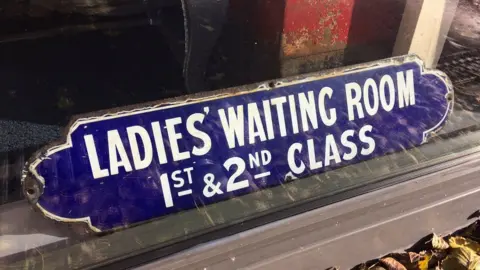 LADIES' WAITING ROOM
1ST & 2ND CLASS